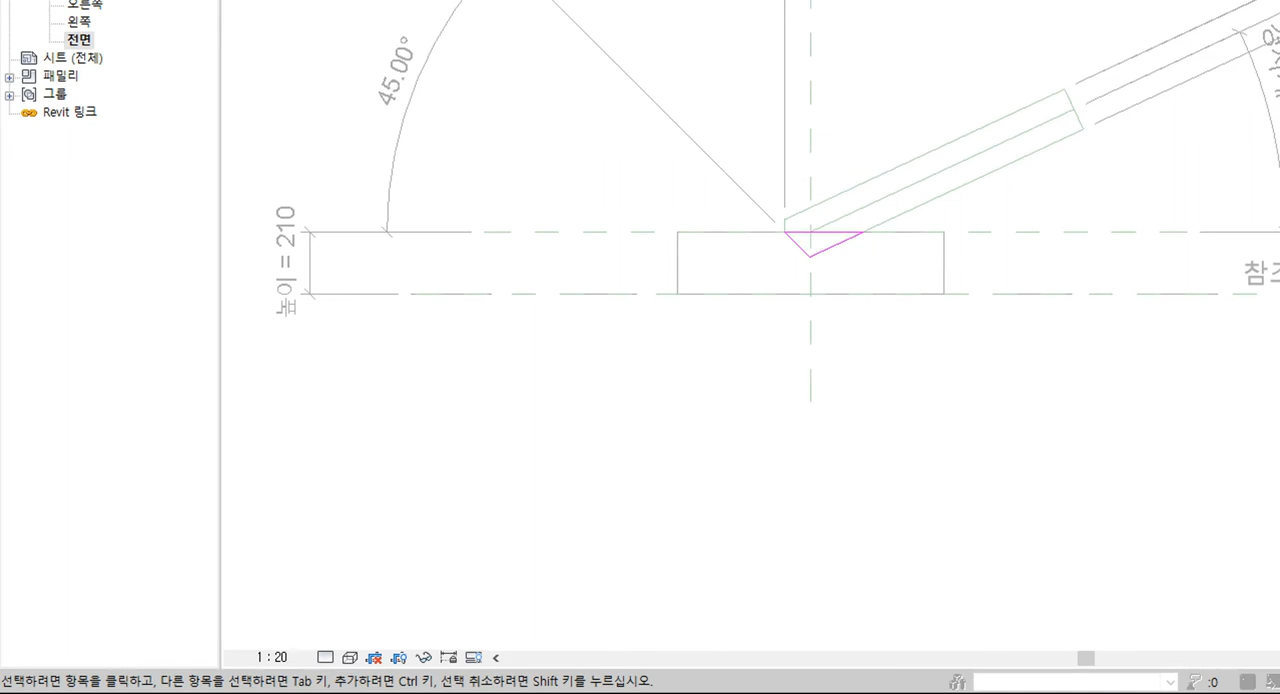 오른쪽
왼쪽
전면
시트 (전체)
패밀리
그룹
Revit 링크
45.00°
높이 = 210
1 : 20
선택하려면 항목을 클릭하고, 다른 항목을 선택하려면 Tab 키, 추가하려면 Ctrl 키, 선택 취소하려면 Shift 키를 누르십시오.
:0